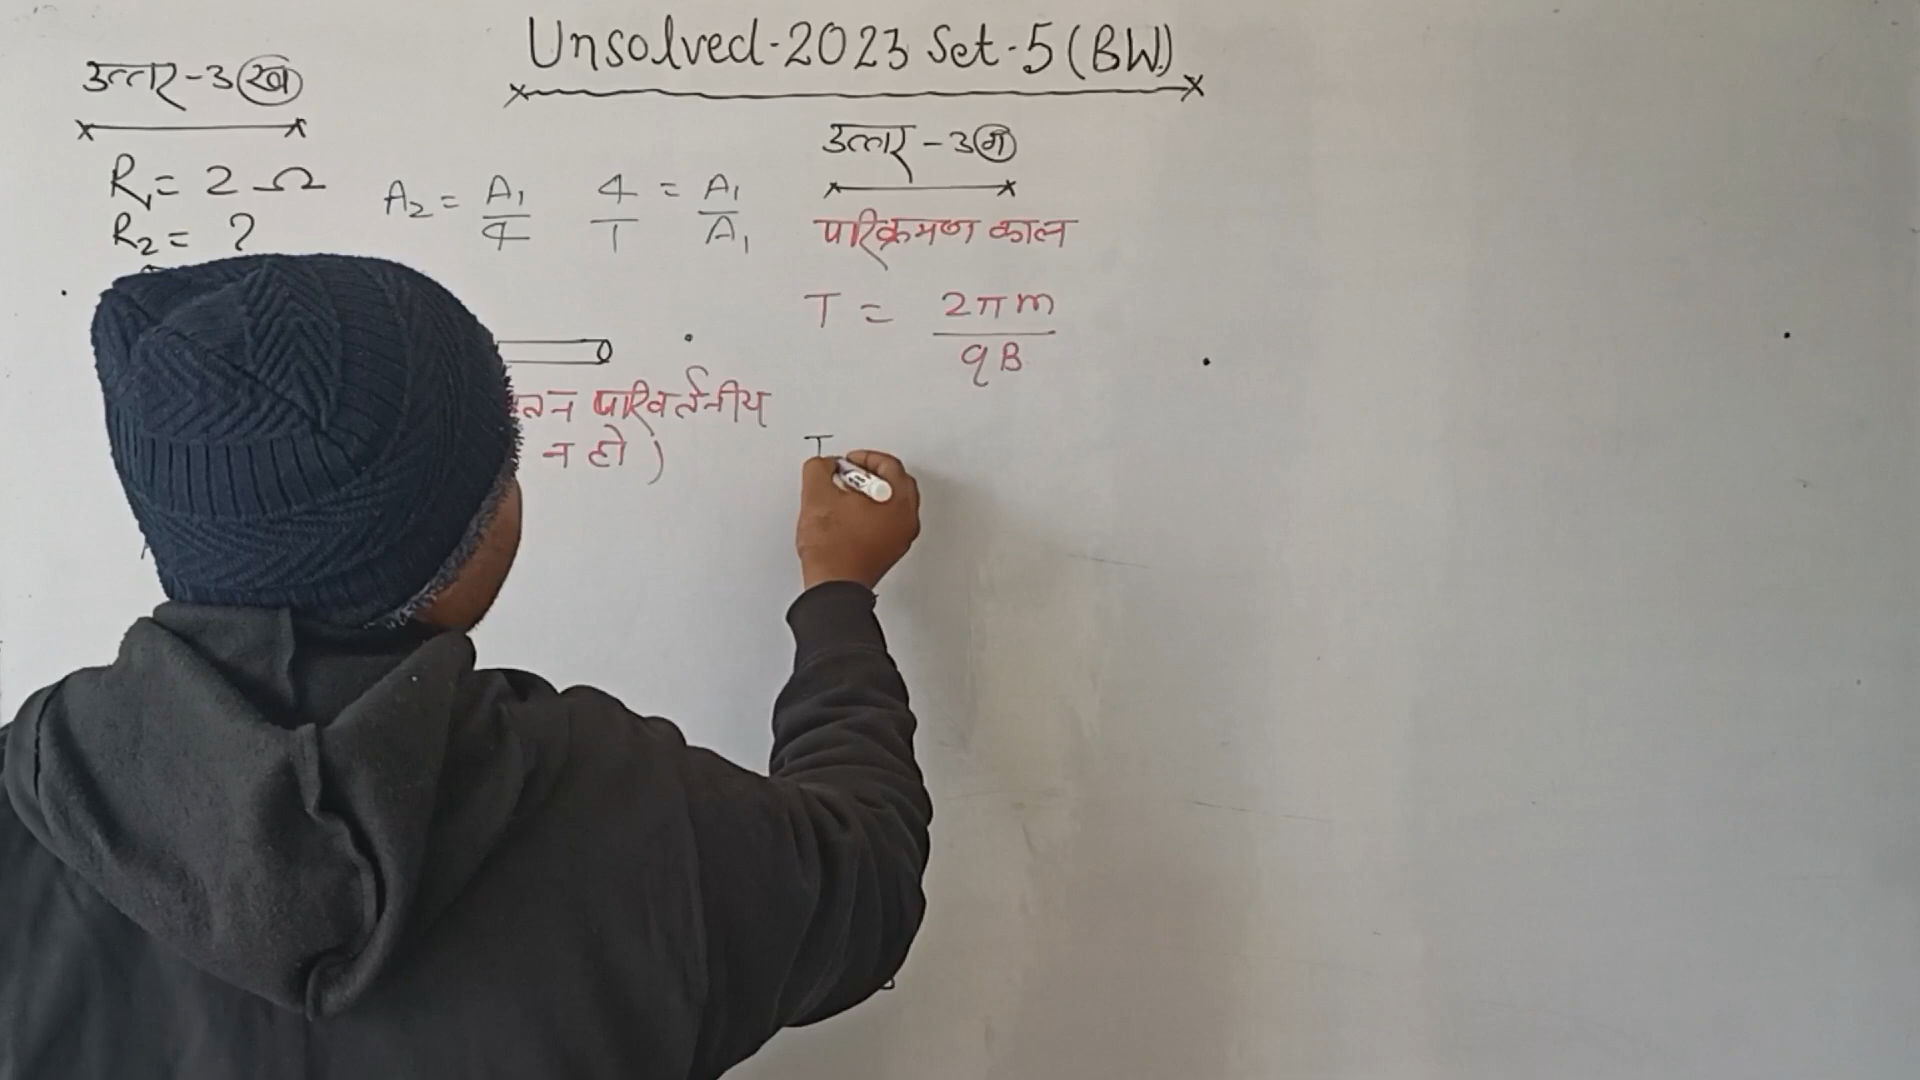 Unsolved-2023 Set-5 (BW)
उत्तर-3 (ख)
R₁ = 2 Ω
R₂ = ?
A₂ = A₁/4 4/1 = A₁/A₁
परिवर्तनीय
न हो)
उत्तर-3 (ग)
परिक्रमण काल
T = 2πm/qB
T